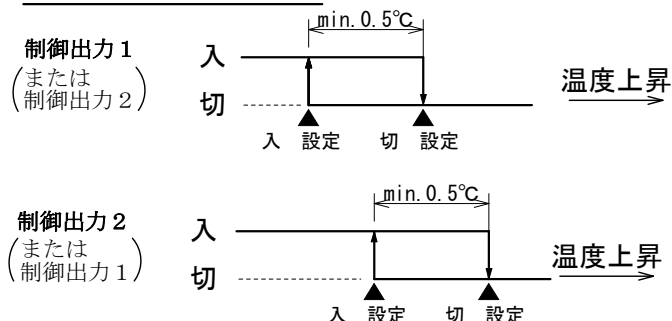 min. 0.5℃
制御出力1
(または
制御出力2)
入
切
温度上昇
入 設定 切 設定
min. 0.5℃
制御出力2
(または
制御出力1)
入
切
温度上昇
入 設定 切 設定